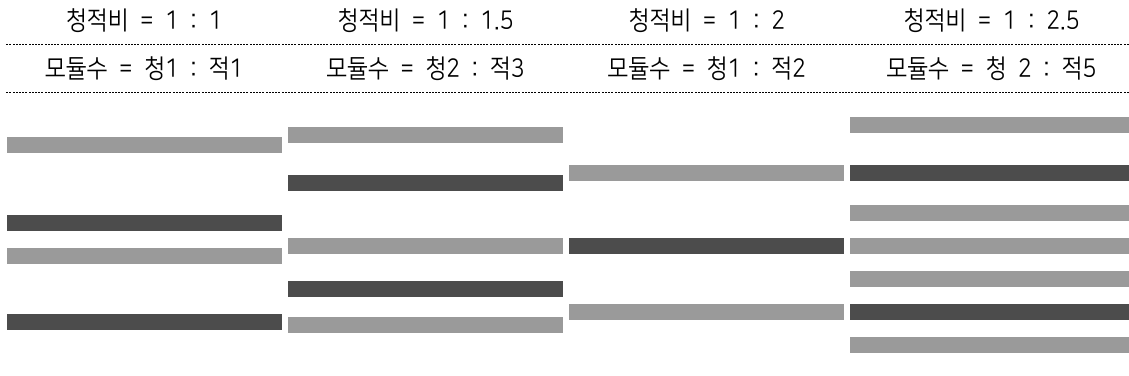 청적비 = 1 : 1
청적비 = 1 : 1.5
청적비 = 1 : 2
청적비 = 1 : 2.5
모듈수 = 청1 : 적1
모듈수 = 청2 : 적3
모듈수 = 청1 : 적2
모듈수 = 청 2 : 적5